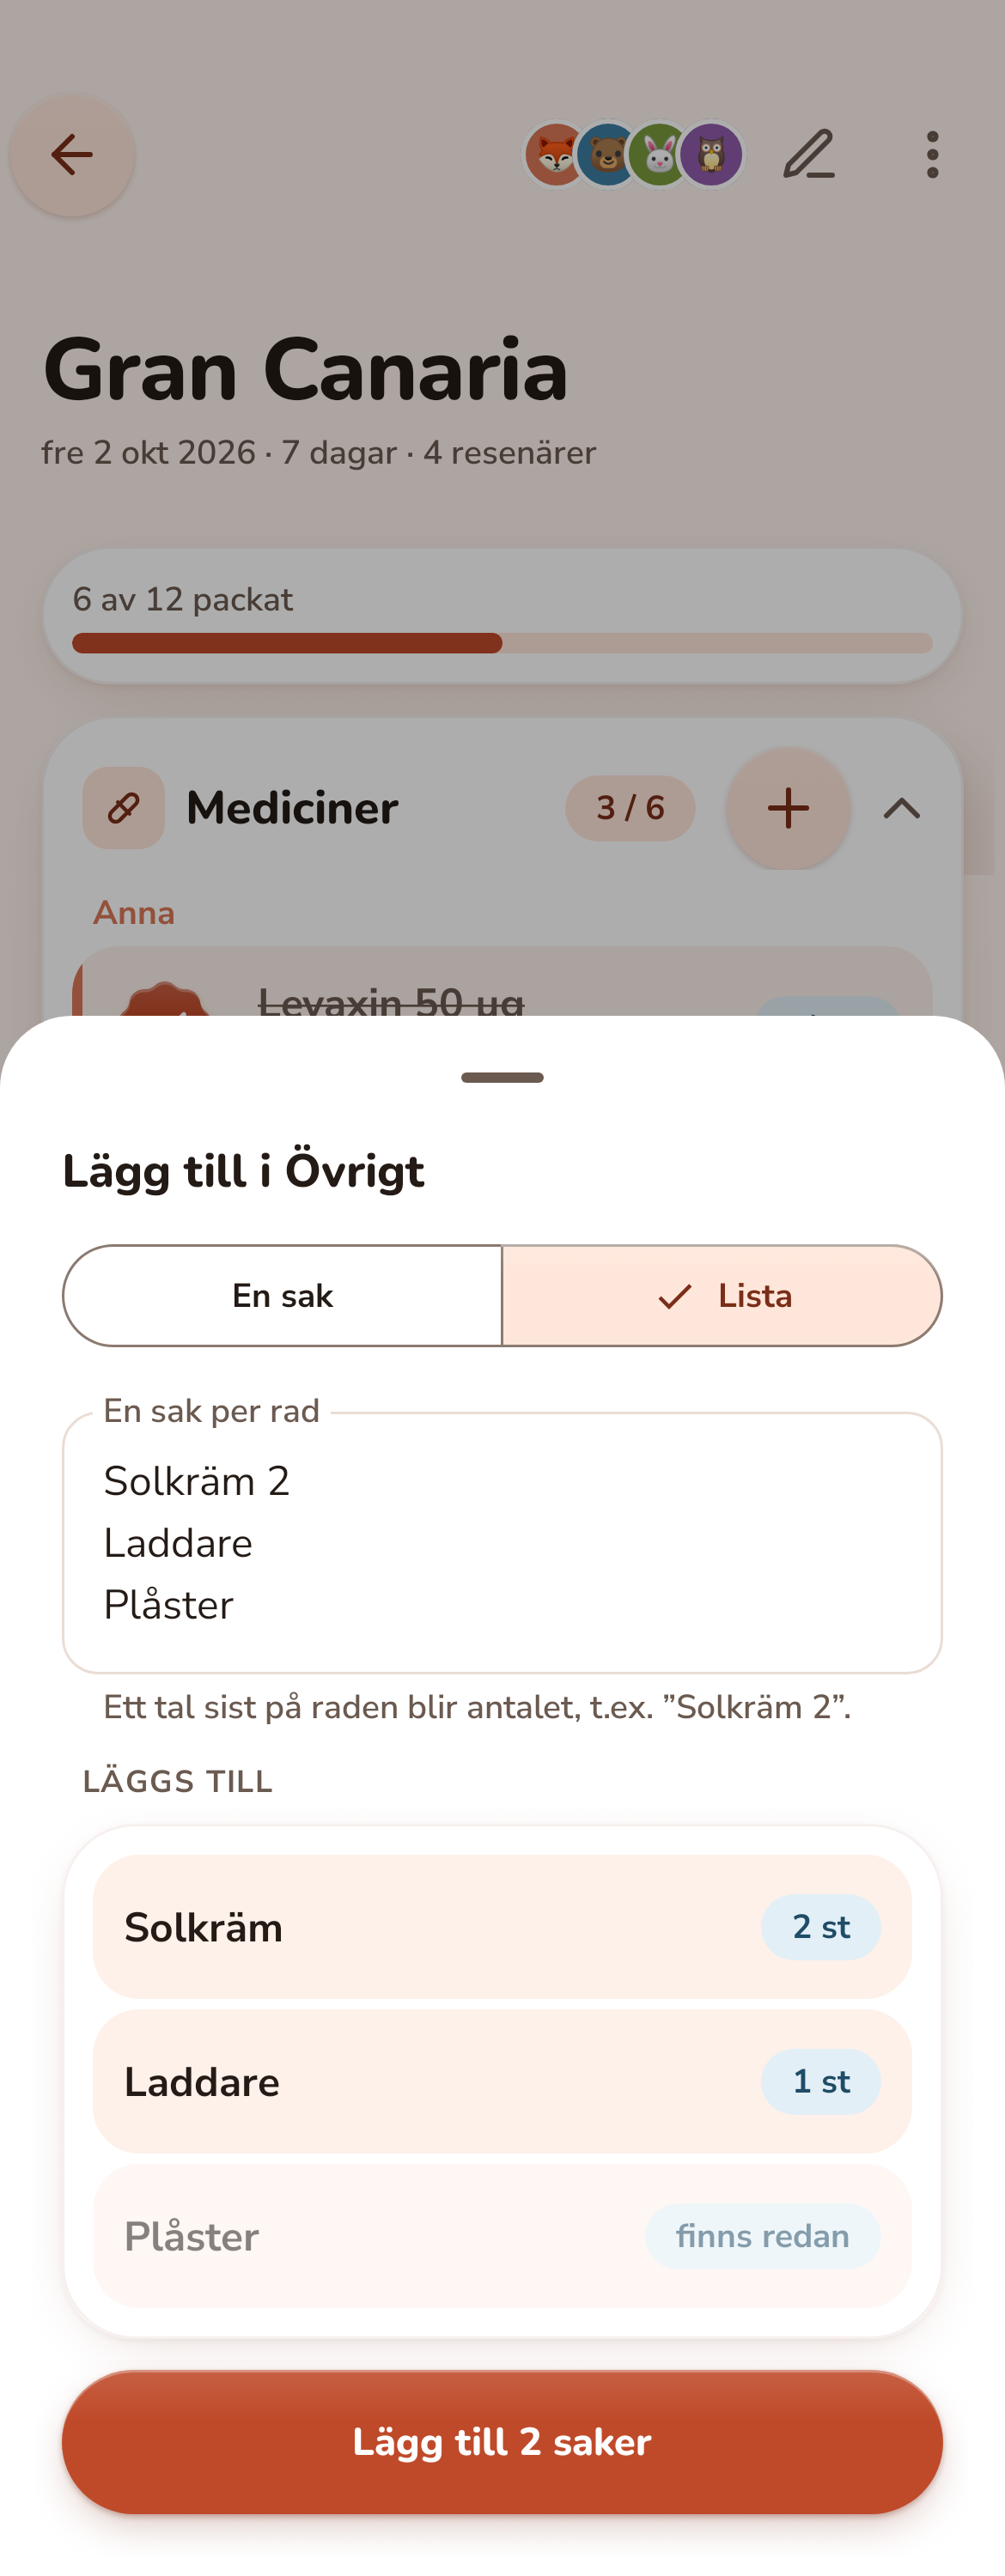 Gran Canaria
fre 2 okt 2026 · 7 dagar · 4 resenärer
6 av 12 packat
Mediciner
3 / 6
Anna
Levaxin 50 ug
Lägg till i Övrigt
En sak
Lista
En sak per rad
Solkräm 2
Laddare
Plåster
Ett tal sist på raden blir antalet, t.ex. ”Solkräm 2”.
LÄGGS TILL
Solkräm
2 st
Laddare
1 st
Plåster
finns redan
Lägg till 2 saker